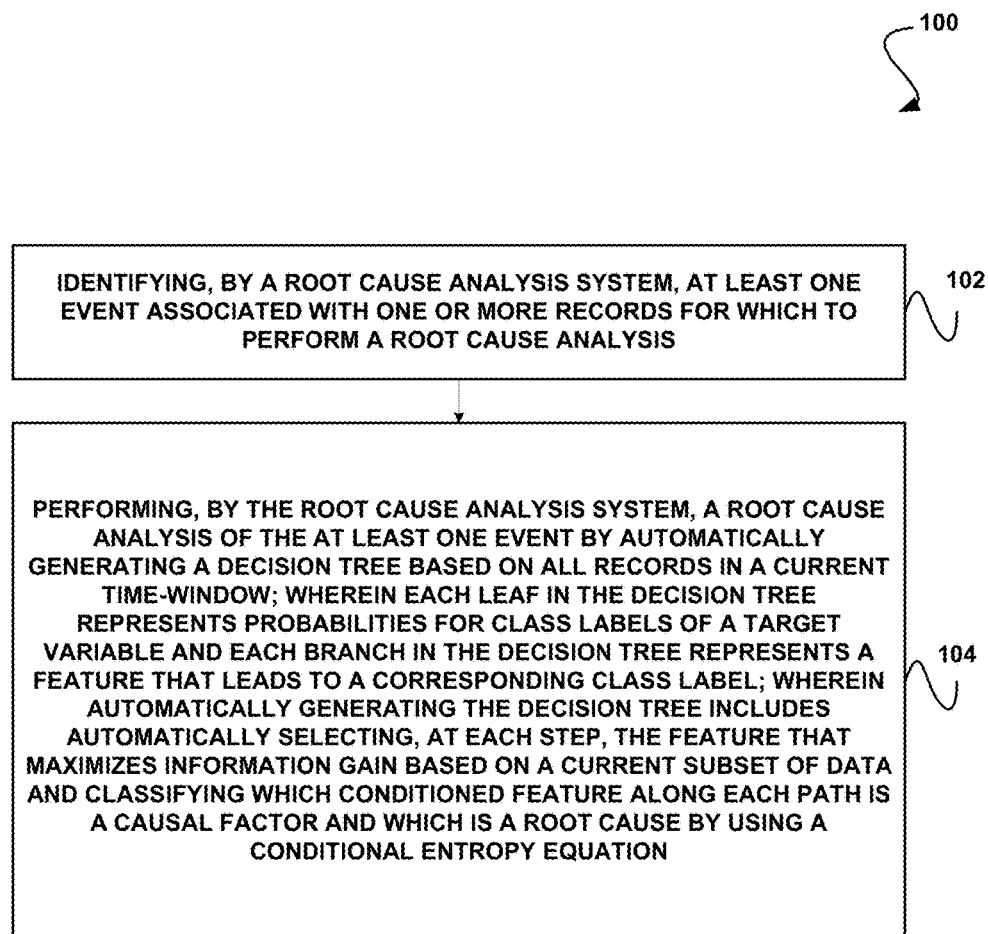 100
IDENTIFYING, BY A ROOT CAUSE ANALYSIS SYSTEM, AT LEAST ONE
EVENT ASSOCIATED WITH ONE OR MORE RECORDS FOR WHICH TO
PERFORM A ROOT CAUSE ANALYSIS
102
PERFORMING, BY THE ROOT CAUSE ANALYSIS SYSTEM, A ROOT CAUSE
ANALYSIS OF THE AT LEAST ONE EVENT BY AUTOMATICALLY
GENERATING A DECISION TREE BASED ON ALL RECORDS IN A CURRENT
TIME-WINDOW; WHEREIN EACH LEAF IN THE DECISION TREE
REPRESENTS PROBABILITIES FOR CLASS LABELS OF A TARGET
VARIABLE AND EACH BRANCH IN THE DECISION TREE REPRESENTS A
FEATURE THAT LEADS TO A CORRESPONDING CLASS LABEL; WHEREIN
AUTOMATICALLY GENERATING THE DECISION TREE INCLUDES
AUTOMATICALLY SELECTING, AT EACH STEP, THE FEATURE THAT
MAXIMIZES INFORMATION GAIN BASED ON A CURRENT SUBSET OF DATA
AND CLASSIFYING WHICH CONDITIONED FEATURE ALONG EACH PATH IS
A CAUSAL FACTOR AND WHICH IS A ROOT CAUSE BY USING A
CONDITIONAL ENTROPY EQUATION
104